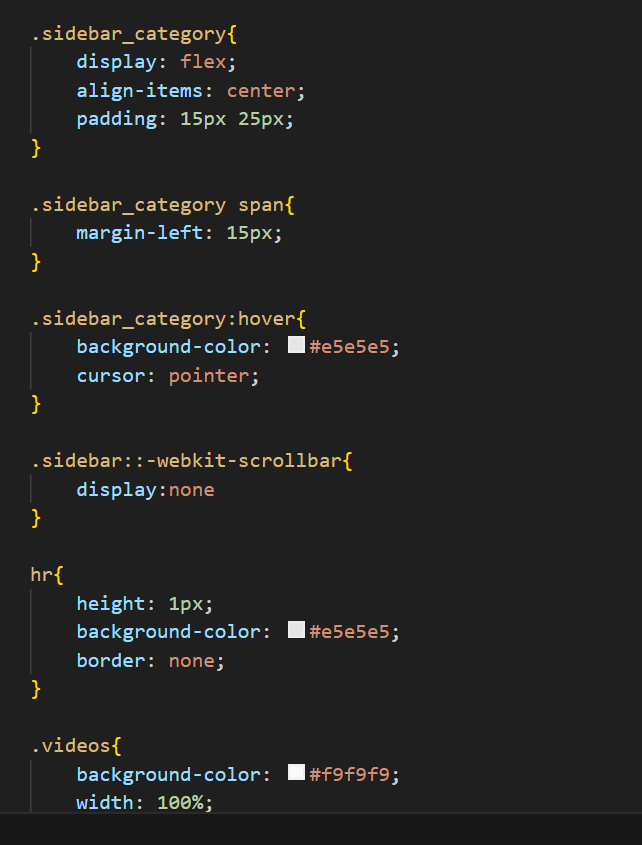 .sidebar_category{
    display: flex;
    align-items: center;
    padding: 15px 25px;
}
.sidebar_category span{
    margin-left: 15px;
}
.sidebar_category:hover{
    background-color: #e5e5e5;
    cursor: pointer;
}
.sidebar::-webkit-scrollbar{
    display:none
}
hr{
    height: 1px;
    background-color: #e5e5e5;
    border: none;
}
.videos{
    background-color: #f9f9f9;
    width: 100%;